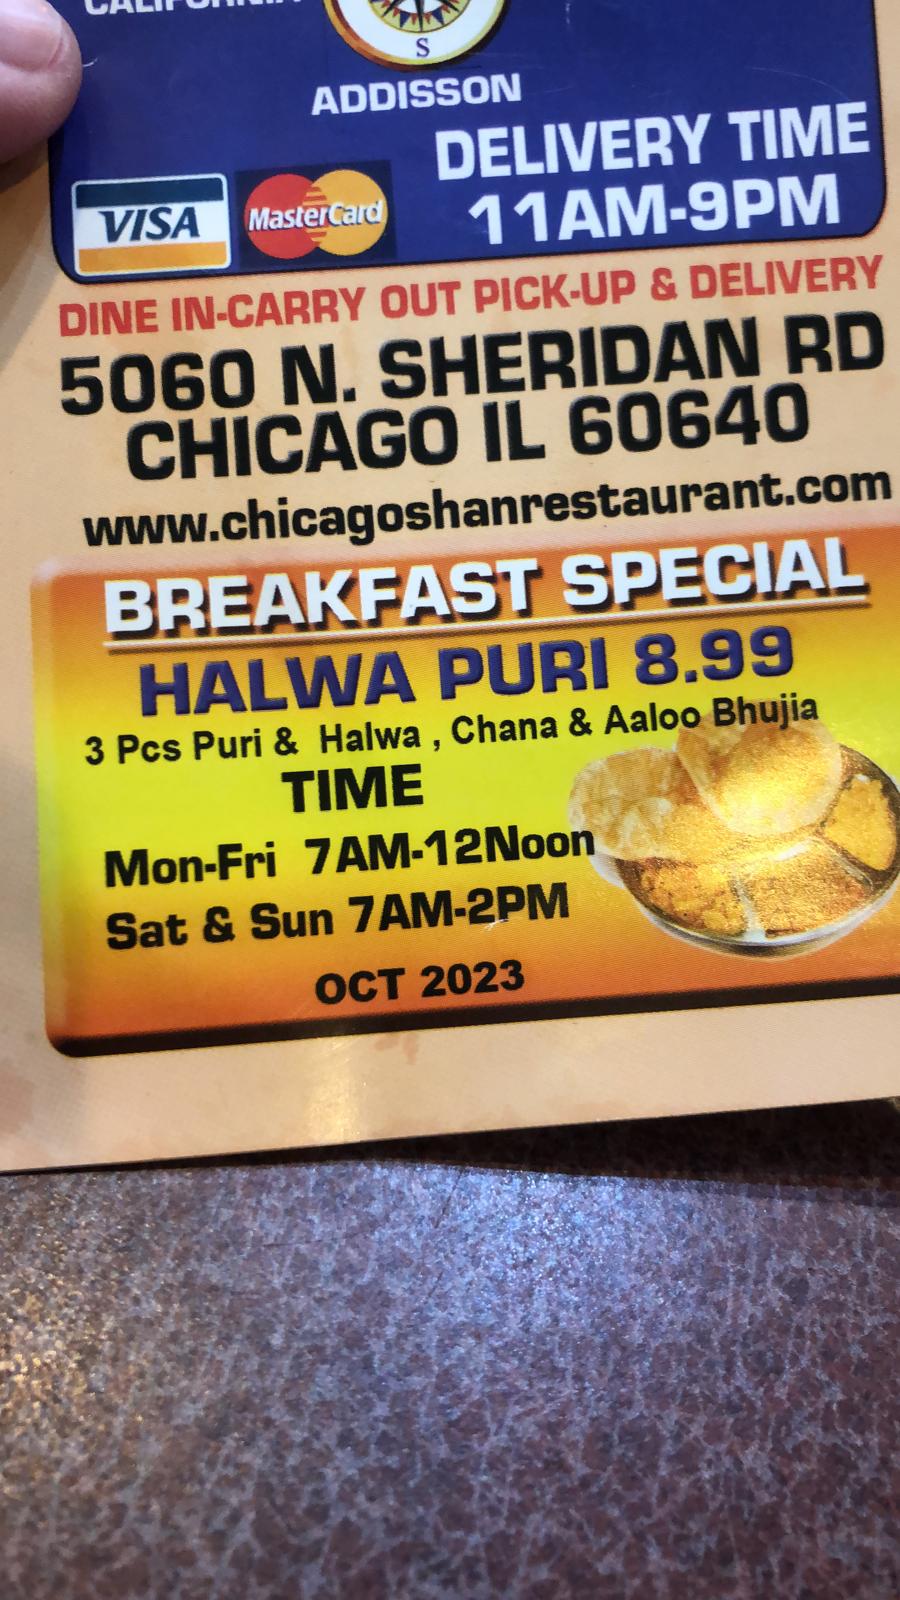 CALIFORNIA
S
ADDISSON
DELIVERY TIME
11AM-9PM
VISA
MasterCard
DINE IN-CARRY OUT PICK-UP & DELIVERY
5060 N. SHERIDAN RD
CHICAGO IL 60640
www.chicagoshanrestaurant.com
BREAKFAST SPECIAL
HALWA PURI 8.99
3 Pcs Puri & Halwa , Chana & Aaloo Bhujia
TIME
Mon-Fri 7AM-12Noon
Sat & Sun 7AM-2PM
OCT 2023